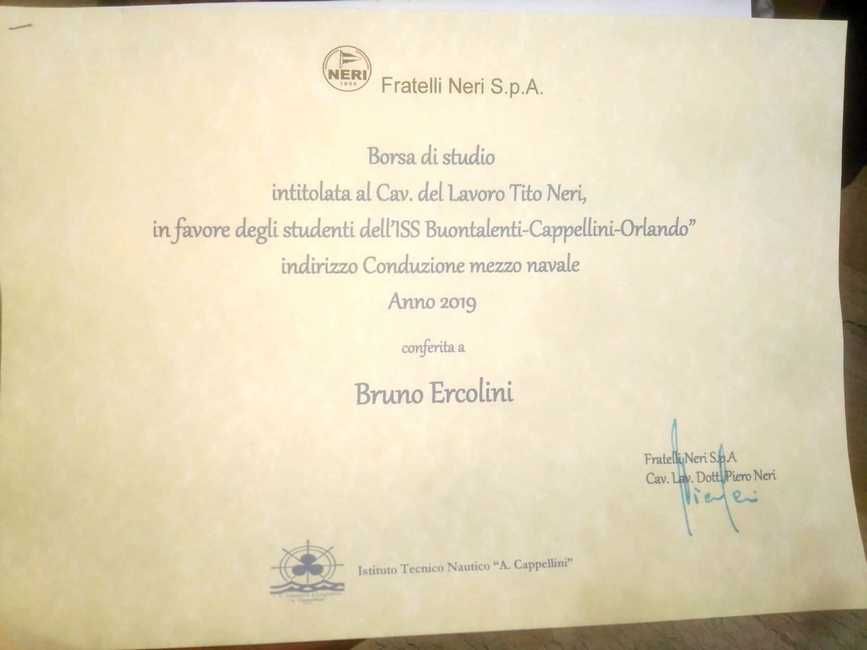 NERI
1895
Fratelli Neri S.p.A.
Borsa di studio
intitolata al Cav. del Lavoro Tito Neri,
in favore degli studenti dell'ISS Buontalenti-Cappellini-Orlando”
indirizzo Conduzione mezzo navale
Anno 2019
conferita a
Bruno Ercolini
Fratelli Neri S.p.A
Cav. Lav. Dott. Piero Neri
Istituto Tecnico Nautico “A. Cappellini”